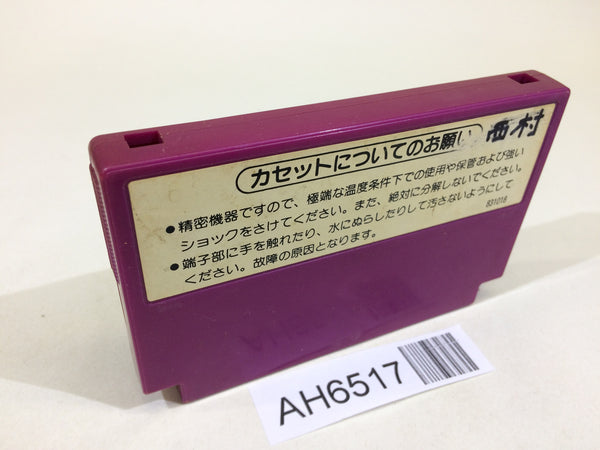 カセットについてのお願い 西村
●精密機器ですので、極端な温度条件下での使用や保管および強い
ショックをさけてください。また、絶対に分解しないでください。
●端子部に手を触れたり、水にぬらしたりして汚さないようにして
ください。故障の原因となります。
831018
AH6517